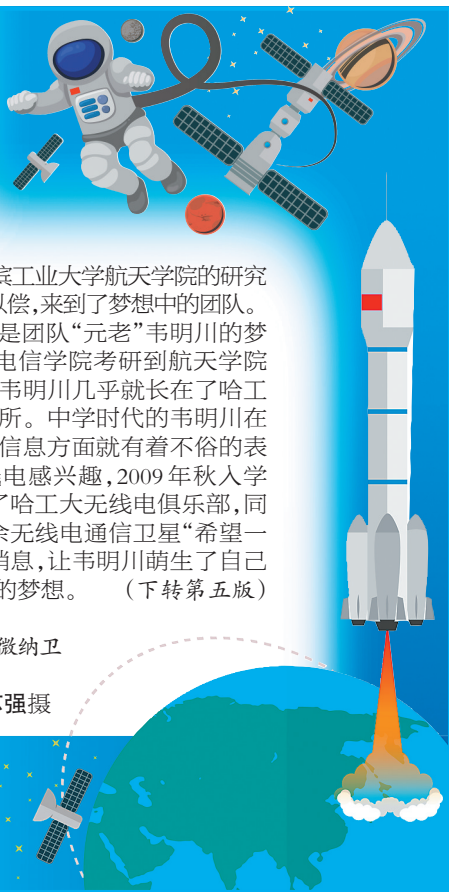 滨工业大学航天学院的研究
以偿,来到了梦想中的团队。
是团队“元老”韦明川的梦
电信学院考研到航天学院
韦明川几乎就长在了哈工
所。中学时代的韦明川在
信息方面就有着不俗的表
电感兴趣,2009年秋入学
了哈工大无线电俱乐部,同
余无线电通信卫星“希望一
消息,让韦明川萌生了自己
的梦想。 (下转第五版)
微纳卫
强摄